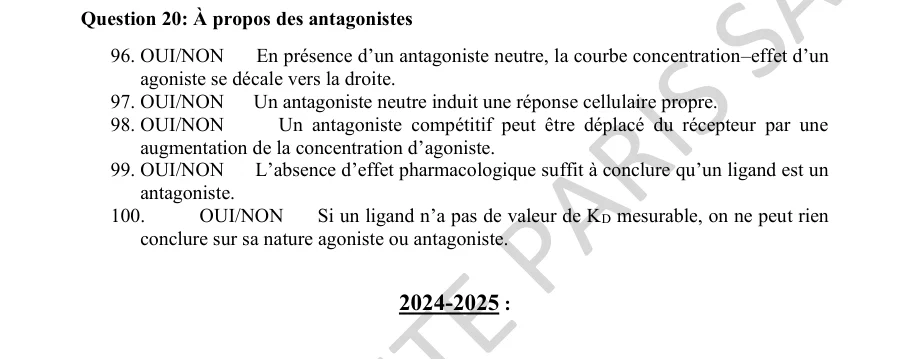 Question 20: À propos des antagonistes
96. OUI/NON En présence d’un antagoniste neutre, la courbe concentration–effet d’un
agoniste se décale vers la droite.
97. OUI/NON Un antagoniste neutre induit une réponse cellulaire propre.
98. OUI/NON Un antagoniste compétitif peut être déplacé du récepteur par une
augmentation de la concentration d’agoniste.
99. OUI/NON L’absence d’effet pharmacologique suffit à conclure qu’un ligand est un
antagoniste.
100. OUI/NON Si un ligand n’a pas de valeur de KD mesurable, on ne peut rien
conclure sur sa nature agoniste ou antagoniste.
2024-2025 :
TE PARIS SA